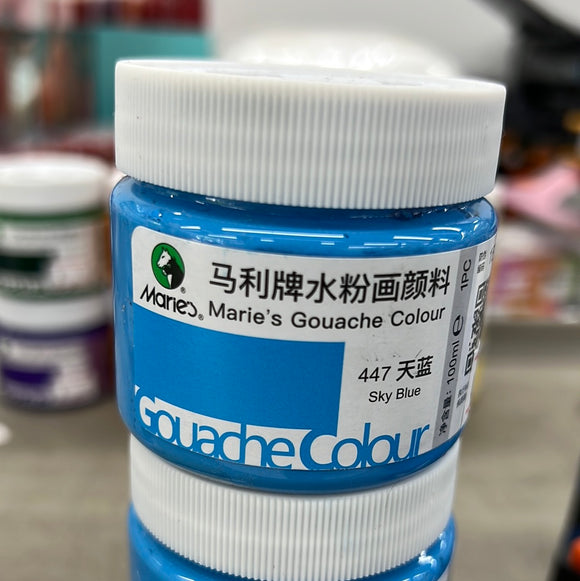 马利牌水粉画颜料
Marie's®
Marie's Gouache Colour
447 天蓝
Sky Blue
Gouache Colour
净含量:100ml ℮ 1PC